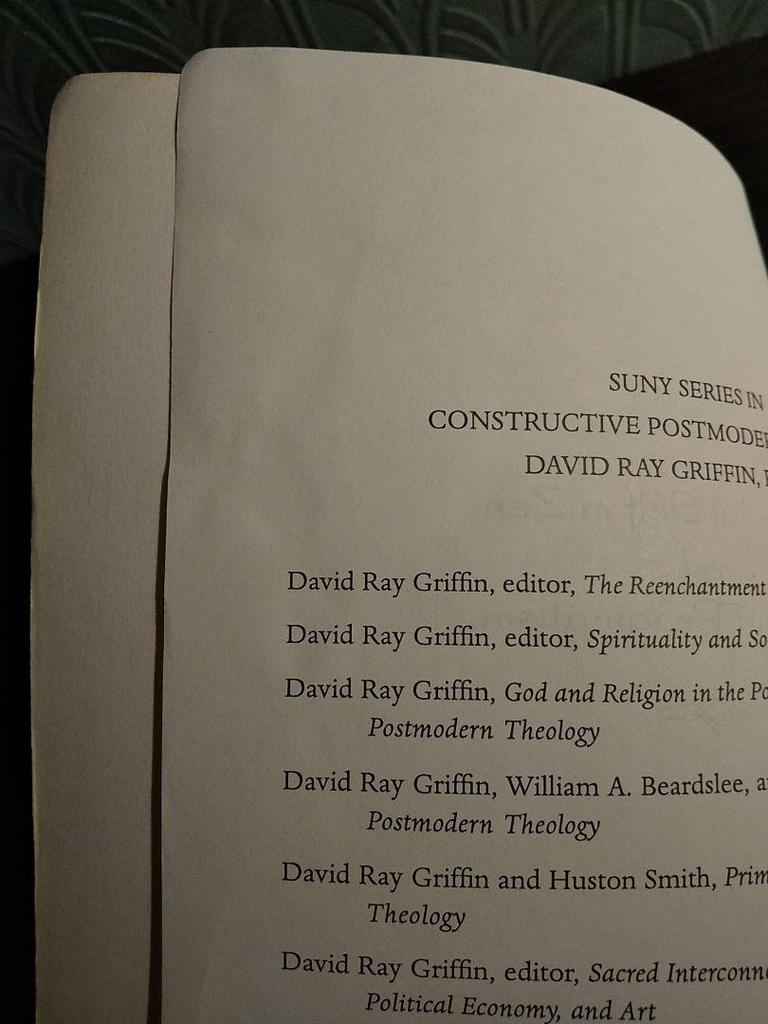 SUNY SERIES IN
CONSTRUCTIVE POSTMODE
DAVID RAY GRIFFIN,
David Ray Griffin, editor, The Reenchantment
David Ray Griffin, editor, Spirituality and So
David Ray Griffin, God and Religion in the Po
Postmodern Theology
David Ray Griffin, William A. Beardslee, a
Postmodern Theology
David Ray Griffin and Huston Smith, Prim
Theology
David Ray Griffin, editor, Sacred Interconn
Political Economy, and Art